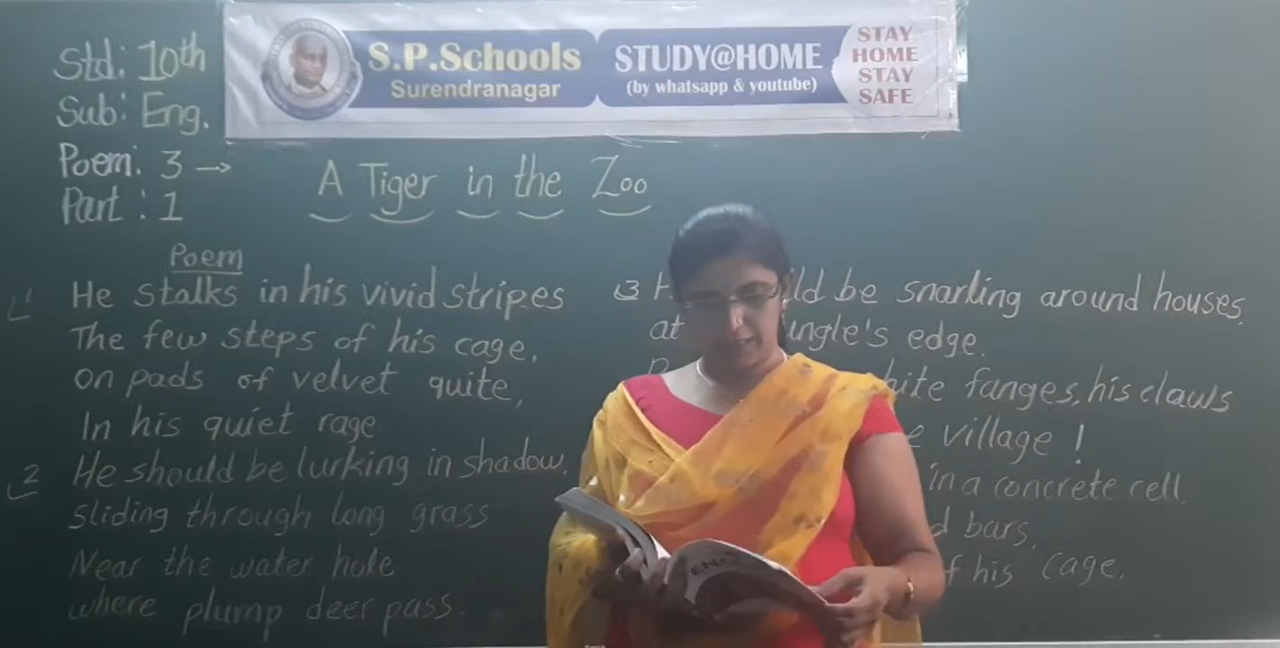 Std: 10th
Sub: Eng.
Poem: 3 →
Part: 1
S.P.Schools
Surendranagar
STUDY@HOME
(by whatsapp & youtube)
STAY
HOME
STAY
SAFE
A Tiger in the Zoo
Poem
1 He stalks in his vivid stripes
The few steps of his cage,
on pads of velvet quite,
In his quiet rage
2 He should be lurking in shadow,
sliding through long grass
Near the water hole
where plump deer pass.
3 ld be snarling around houses,
at ungle's edge.
hite fanges, his claws
e village !
in a concrete cell,
d bars,
f his cage,
ENG